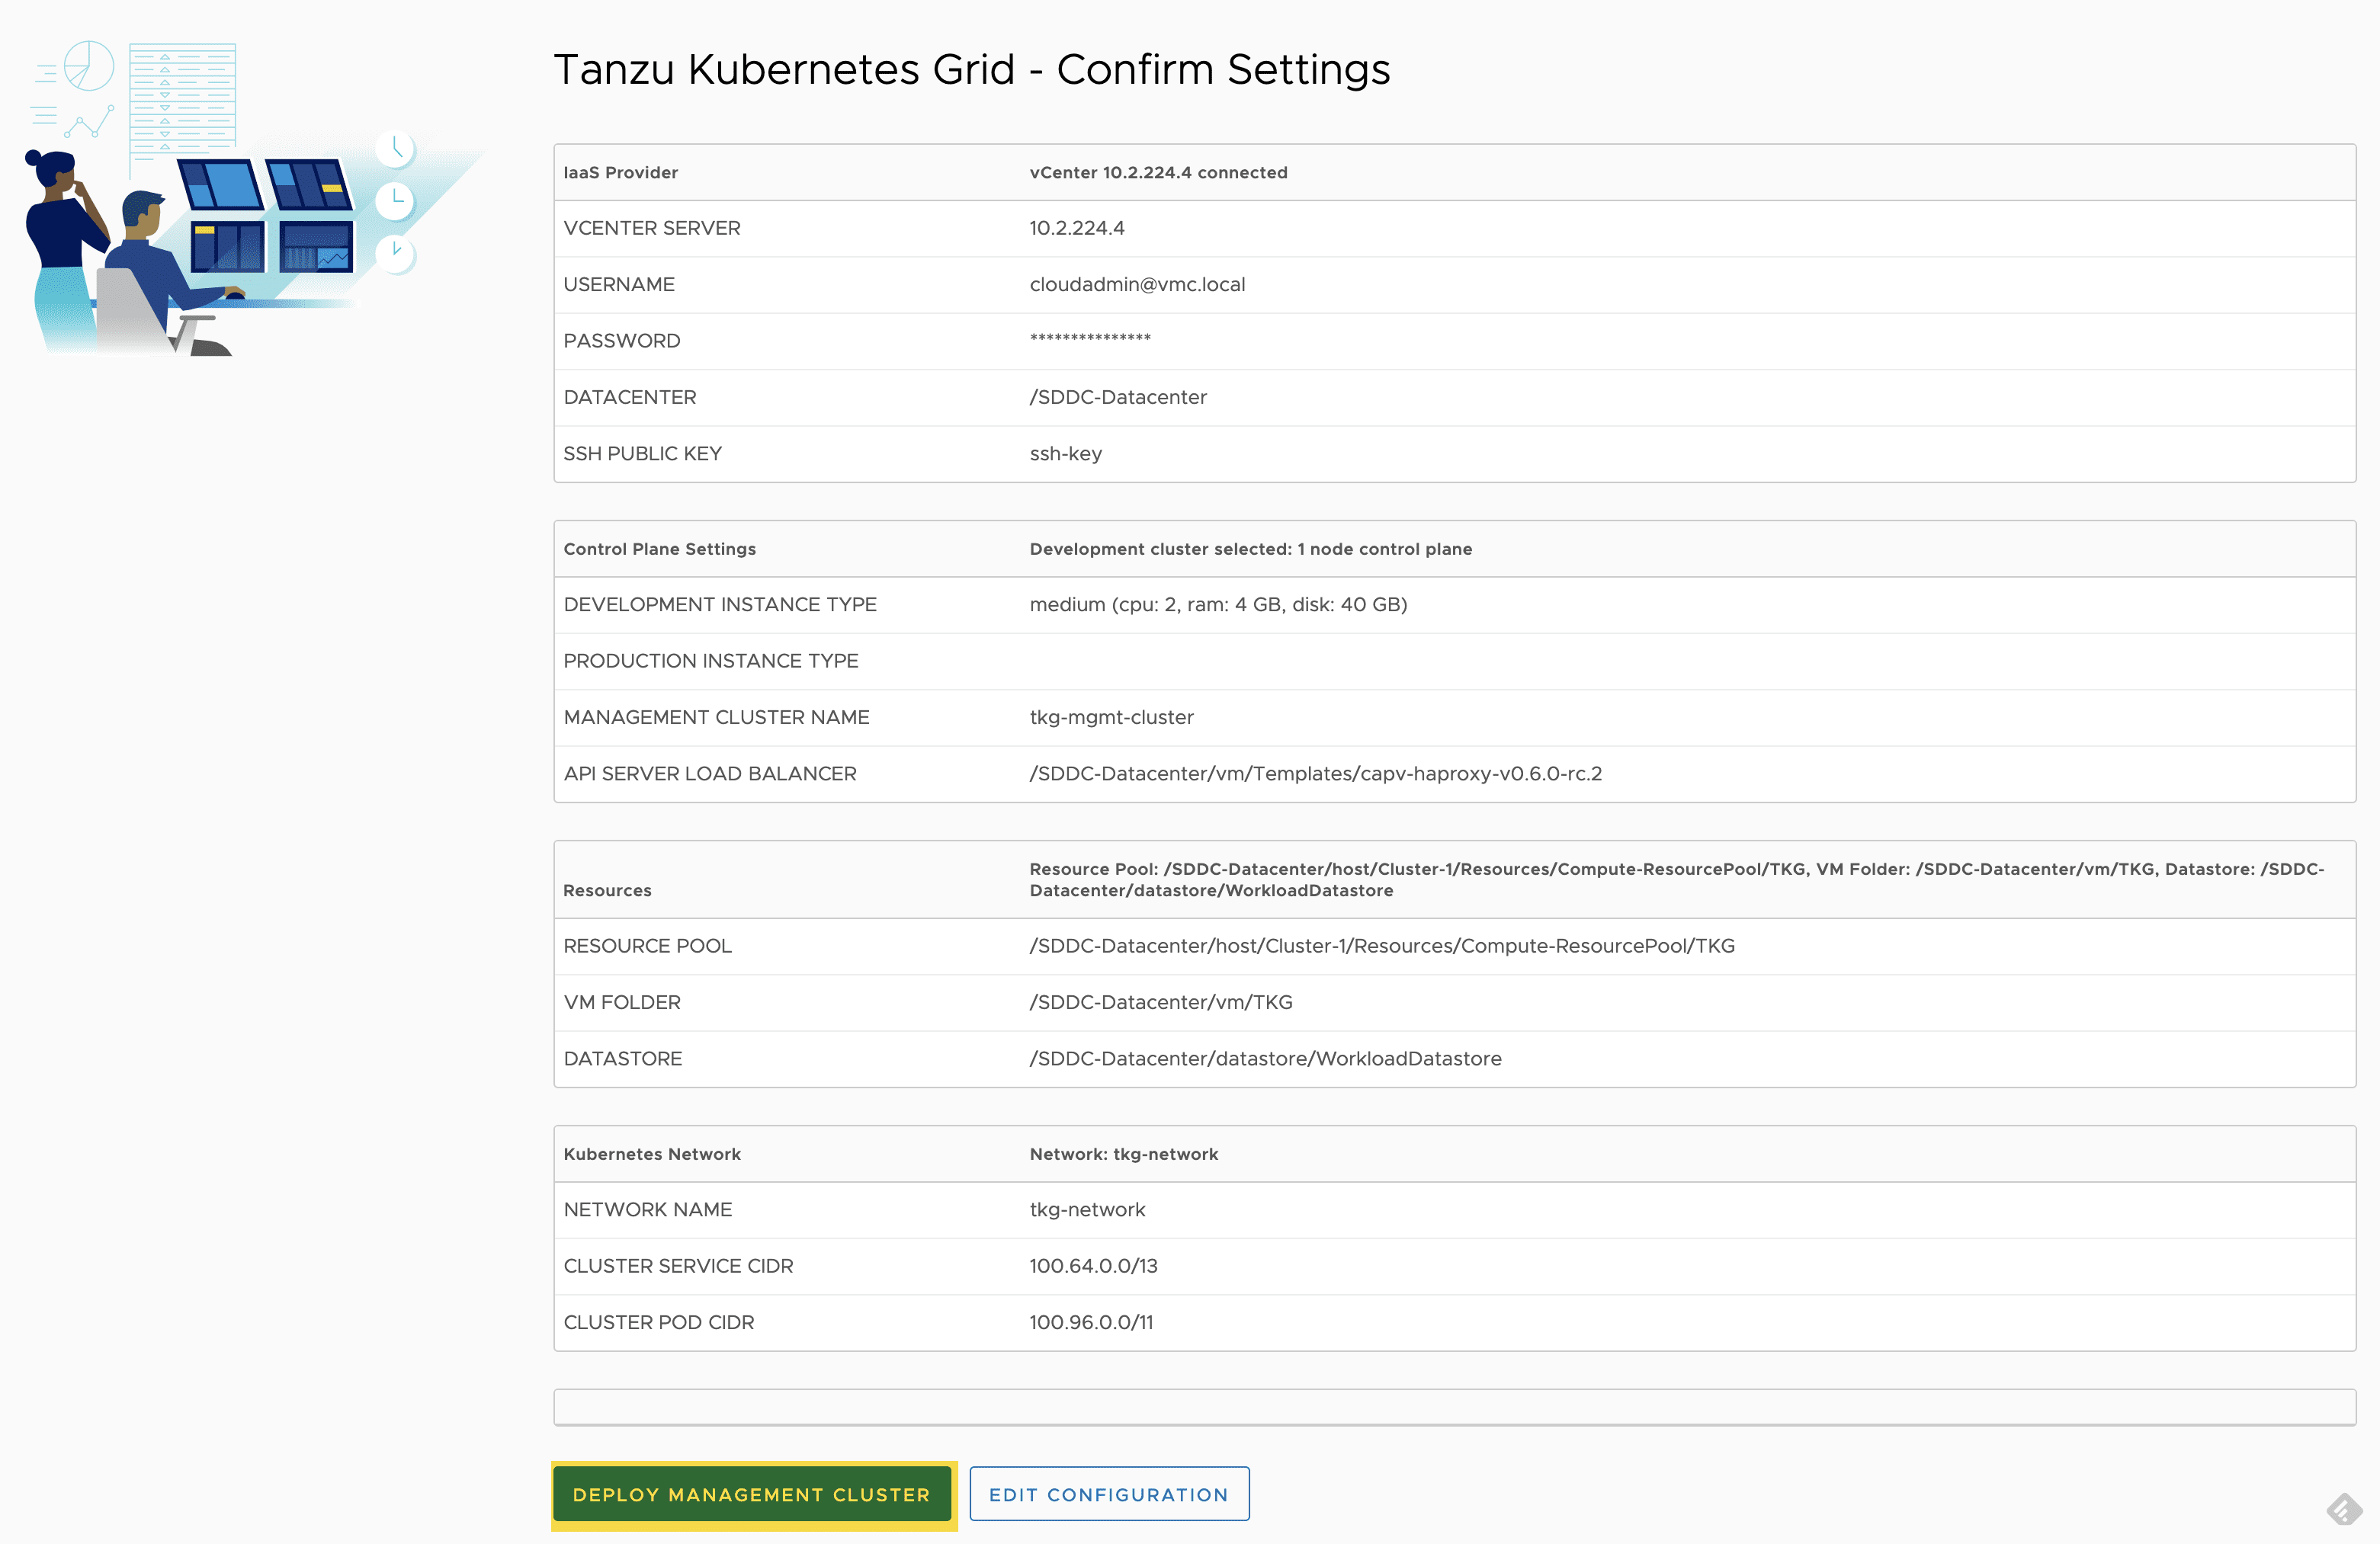 Tanzu Kubernetes Grid - Confirm Settings
IaaS Provider vCenter 10.2.224.4 connected
VCENTER SERVER 10.2.224.4
USERNAME cloudadmin@vmc.local
PASSWORD ***************
DATACENTER /SDDC-Datacenter
SSH PUBLIC KEY ssh-key
Control Plane Settings Development cluster selected: 1 node control plane
DEVELOPMENT INSTANCE TYPE medium (cpu: 2, ram: 4 GB, disk: 40 GB)
PRODUCTION INSTANCE TYPE
MANAGEMENT CLUSTER NAME tkg-mgmt-cluster
API SERVER LOAD BALANCER /SDDC-Datacenter/vm/Templates/capv-haproxy-v0.6.0-rc.2
Resources Resource Pool: /SDDC-Datacenter/host/Cluster-1/Resources/Compute-ResourcePool/TKG, VM Folder: /SDDC-Datacenter/vm/TKG, Datastore: /SDDC-
Datacenter/datastore/WorkloadDatastore
RESOURCE POOL /SDDC-Datacenter/host/Cluster-1/Resources/Compute-ResourcePool/TKG
VM FOLDER /SDDC-Datacenter/vm/TKG
DATASTORE /SDDC-Datacenter/datastore/WorkloadDatastore
Kubernetes Network Network: tkg-network
NETWORK NAME tkg-network
CLUSTER SERVICE CIDR 100.64.0.0/13
CLUSTER POD CIDR 100.96.0.0/11
DEPLOY MANAGEMENT CLUSTER EDIT CONFIGURATION